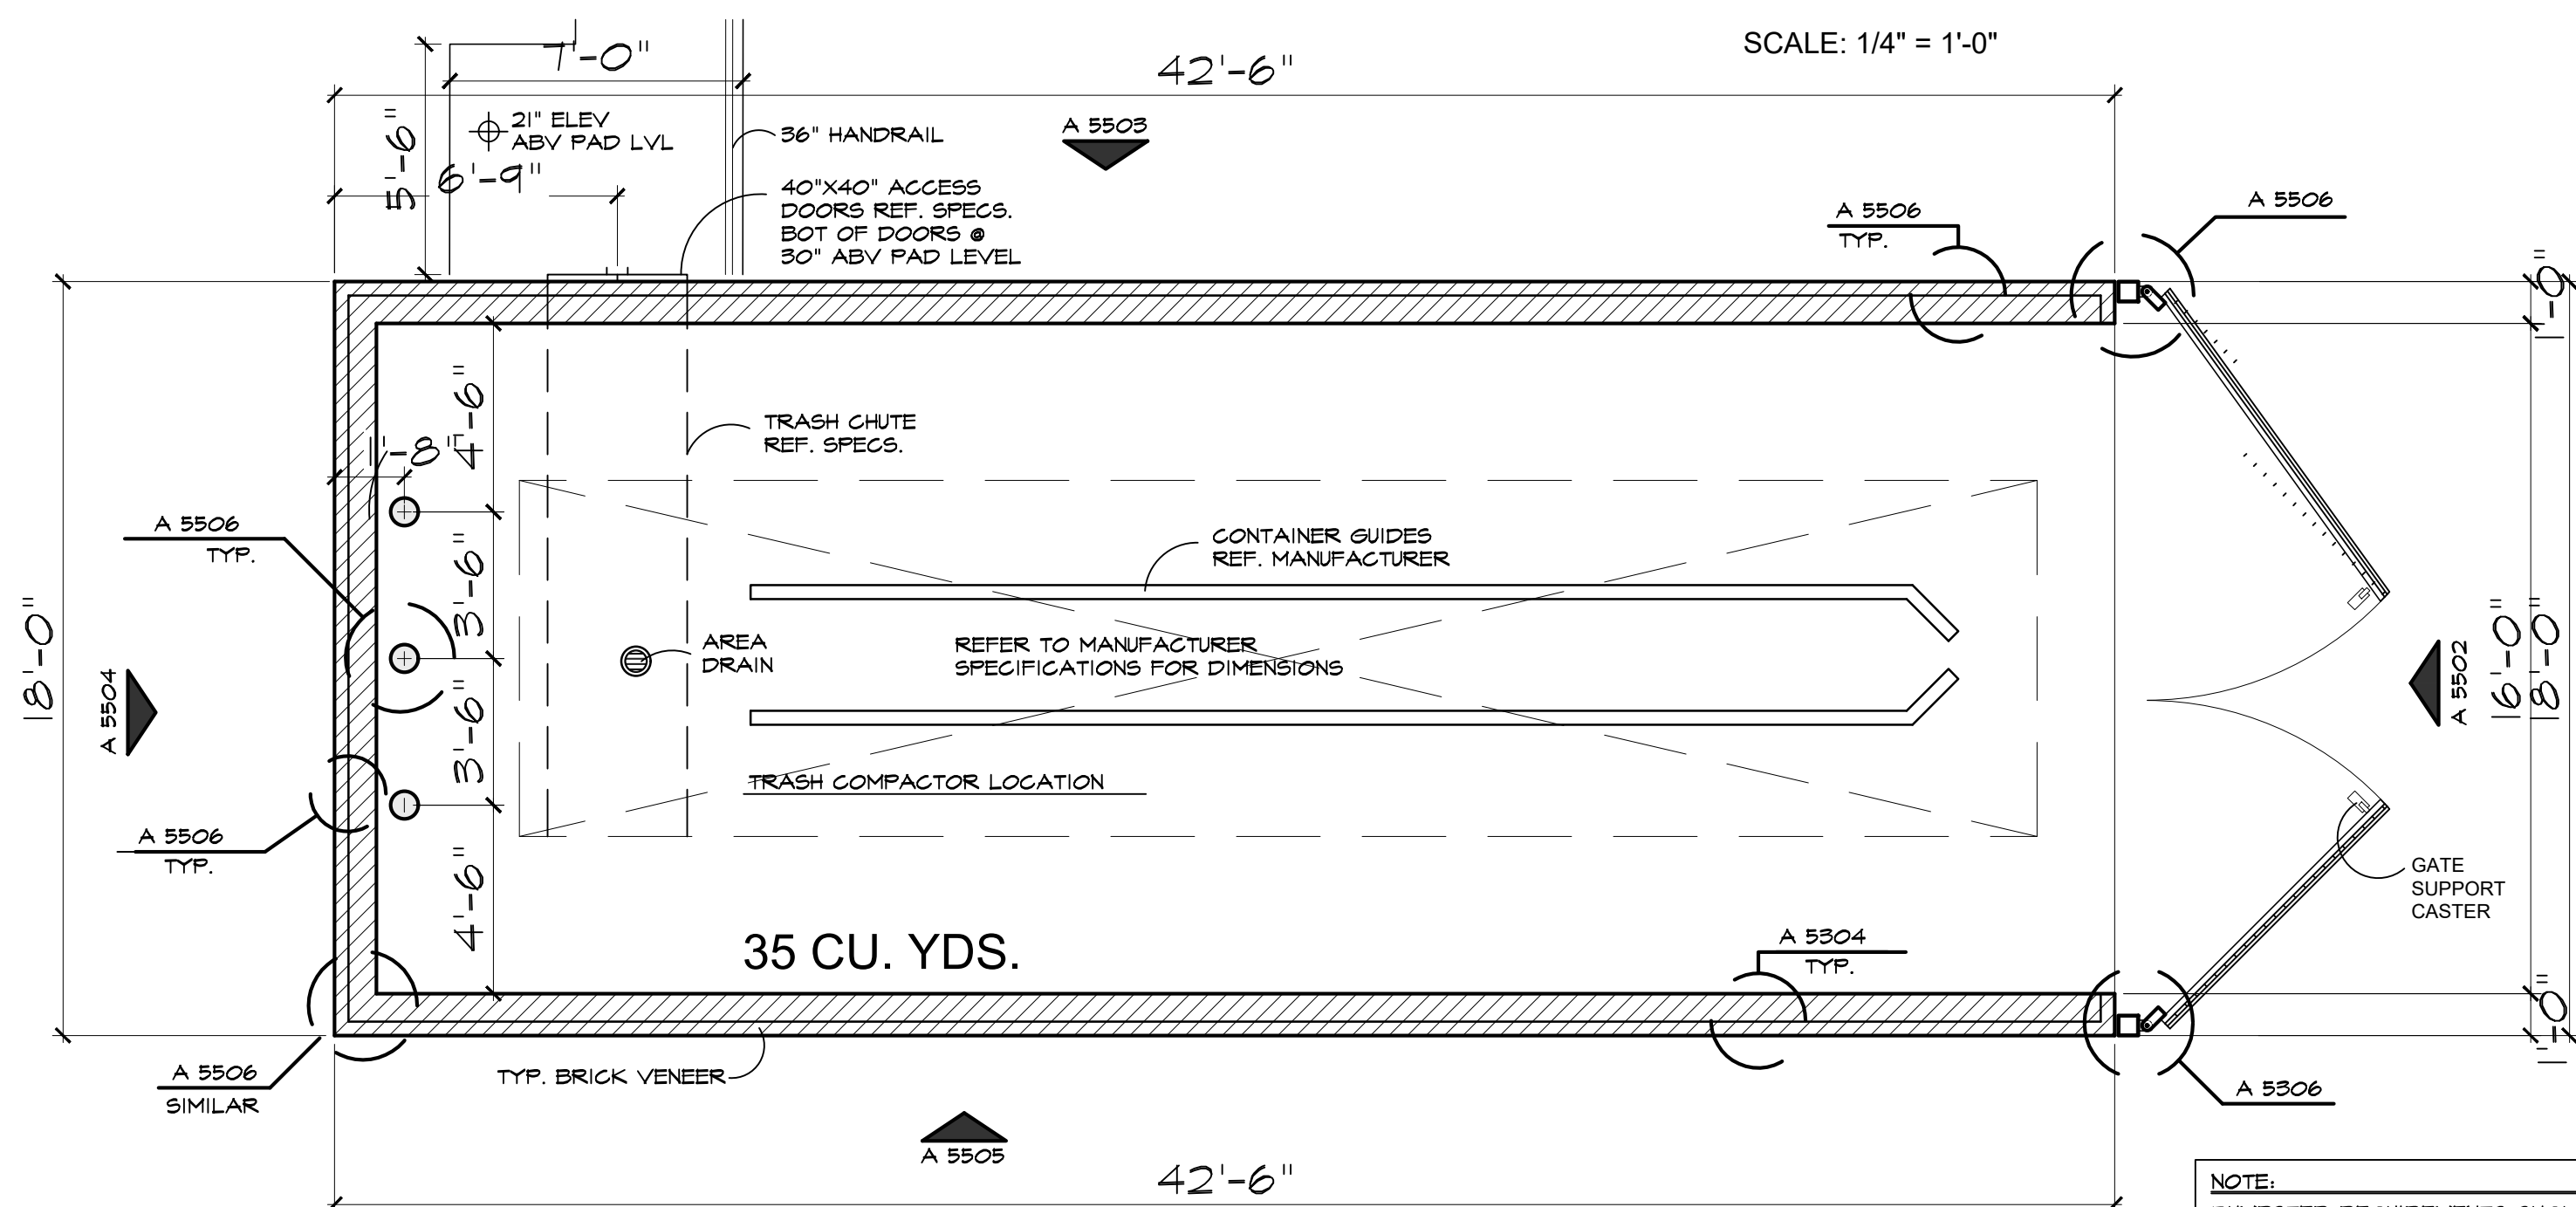 SCALE: 1/4" = 1'-0"
7'-0"
42'-6"
5'-6"
21" ELEV
ABV PAD LVL
6'-9"
36" HANDRAIL
A 5503
40"X40" ACCESS
DOORS REF. SPECS.
BOT OF DOORS @
30" ABV PAD LEVEL
A 5506
TYP.
A 5506
1'-0"
4'-6"
1'-8"
TRASH CHUTE
REF. SPECS.
A 5506
TYP.
3'-6"
CONTAINER GUIDES
REF. MANUFACTURER
18'-0"
A 5504
AREA
DRAIN
REFER TO MANUFACTURER
SPECIFICATIONS FOR DIMENSIONS
A 5502
16'-0"
18'-0"
3'-6"
TRASH COMPACTOR LOCATION
A 5506
TYP.
4'-6"
GATE
SUPPORT
CASTER
35 CU. YDS.
A 5304
TYP.
1'-0"
A 5506
SIMILAR
TYP. BRICK VENEER
A 5306
A 5505
42'-6"
NOTE: